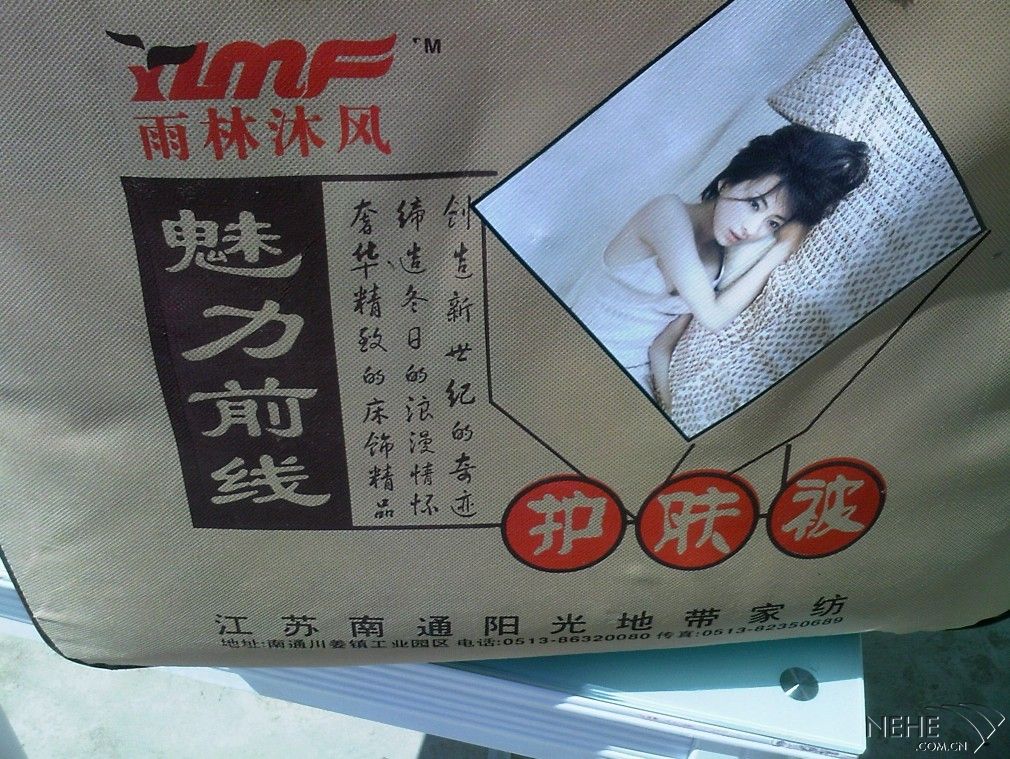 YLMF TM
雨林沐风
魅力前线
创造新世纪的奇迹
缔造冬日的浪漫情怀
奢华精致的床饰精品
护肤被
江苏南通阳光地带家纺
地址:南通川姜镇工业园区 电话:0513-86320080 传真:0513-82350689
NEHE
.COM.CN